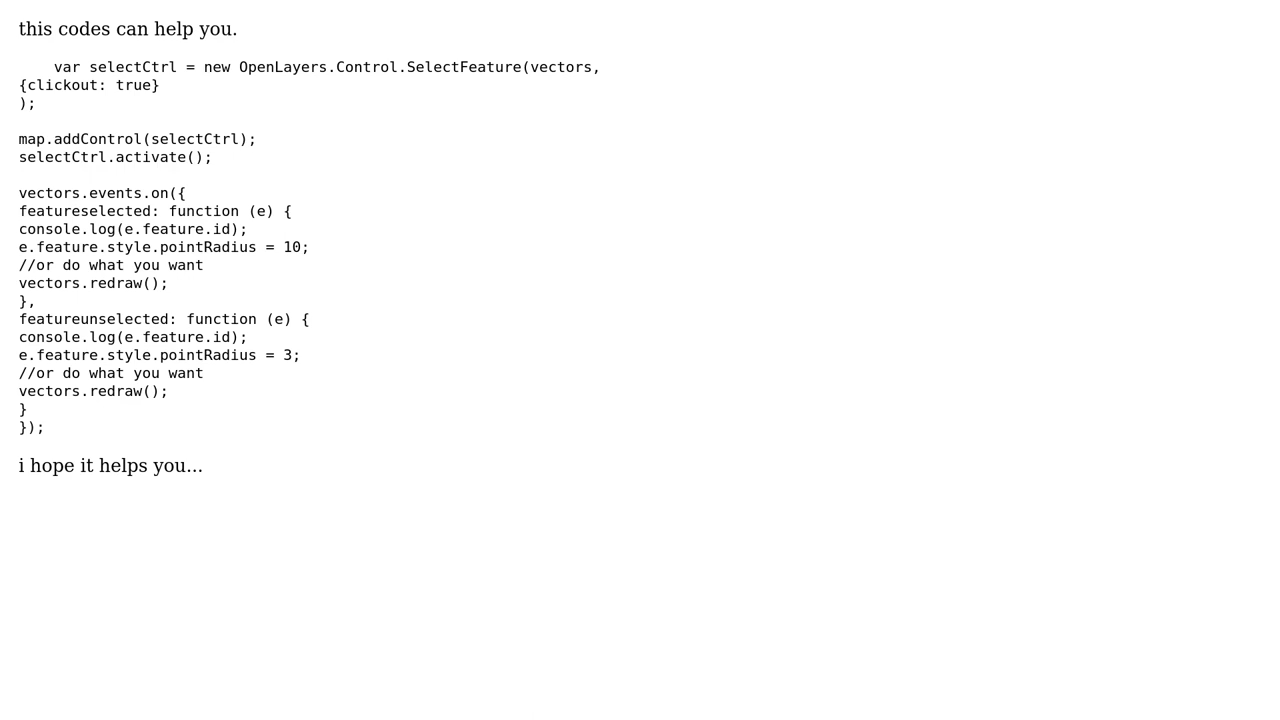 this codes can help you.
    var selectCtrl = new OpenLayers.Control.SelectFeature(vectors,
{clickout: true}
);

map.addControl(selectCtrl);
selectCtrl.activate();

vectors.events.on({
featureselected: function (e) {
console.log(e.feature.id);
e.feature.style.pointRadius = 10;
//or do what you want
vectors.redraw();
},
featureunselected: function (e) {
console.log(e.feature.id);
e.feature.style.pointRadius = 3;
//or do what you want
vectors.redraw();
}
});
i hope it helps you...